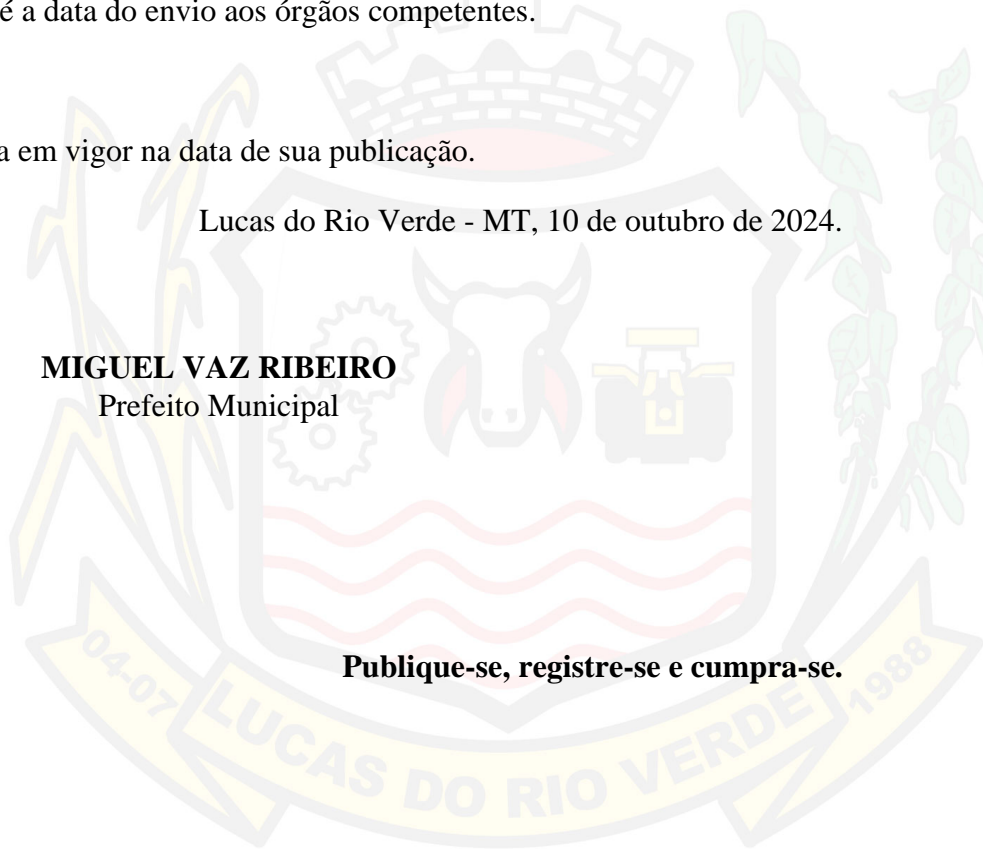 é a data do envio aos órgãos competentes.
a em vigor na data de sua publicação.
Lucas do Rio Verde - MT, 10 de outubro de 2024.
MIGUEL VAZ RIBEIRO
Prefeito Municipal
Publique-se, registre-se e cumpra-se.
04-07 LUCAS DO RIO VERDE 1988